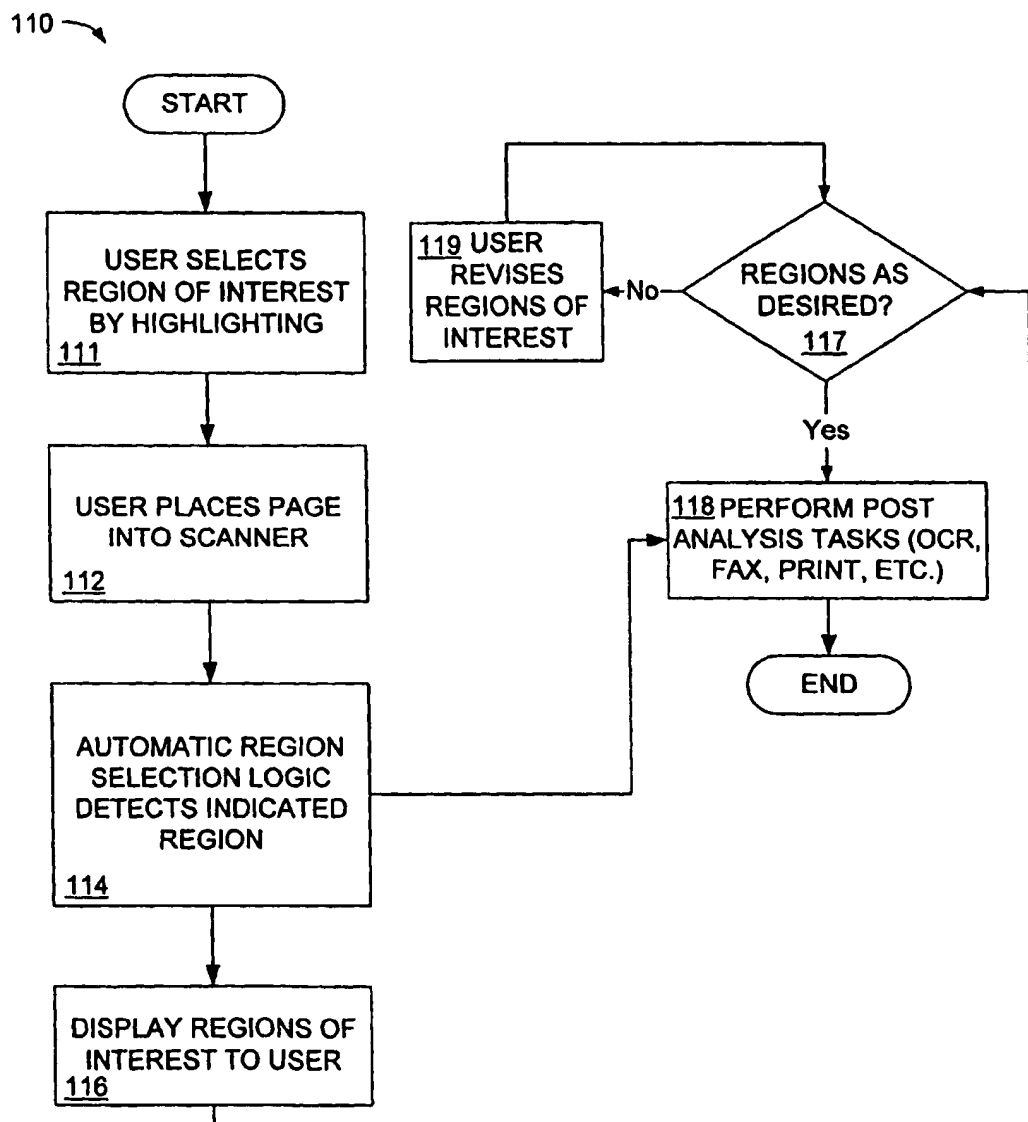 110
START
USER SELECTS
REGION OF INTEREST
BY HIGHLIGHTING
111
USER PLACES PAGE
INTO SCANNER
112
AUTOMATIC REGION
SELECTION LOGIC
DETECTS INDICATED
REGION
114
DISPLAY REGIONS OF
INTEREST TO USER
116
REGIONS AS
DESIRED?
117
No
119 USER
REVISES
REGIONS OF
INTEREST
Yes
118 PERFORM POST
ANALYSIS TASKS (OCR,
FAX, PRINT, ETC.)
END